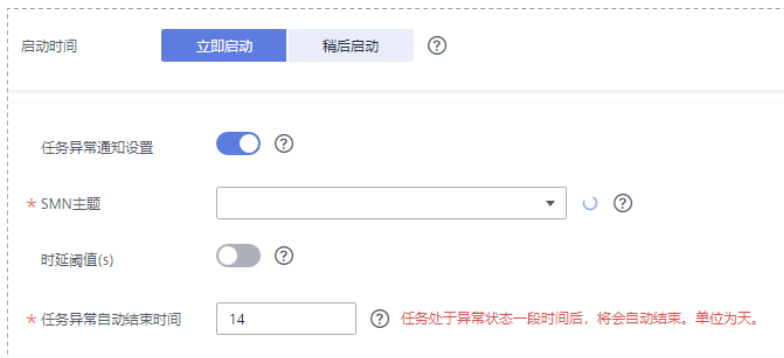 启动时间 立即启动 稍后启动 ?
任务异常通知设置 ?
* SMN主题 ?
时延阈值(s) ?
* 任务异常自动结束时间 14 ? 任务处于异常状态一段时间后，将会自动结束。单位为天。